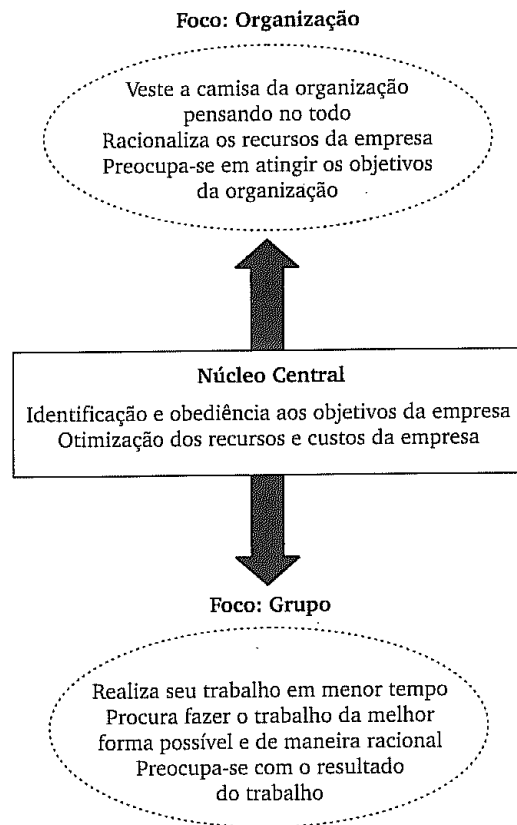 Foco: Organização
Veste a camisa da organização
pensando no todo
Racionaliza os recursos da empresa
Preocupa-se em atingir os objetivos
da organização
Núcleo Central
Identificação e obediência aos objetivos da empresa
Otimização dos recursos e custos da empresa
Foco: Grupo
Realiza seu trabalho em menor tempo
Procura fazer o trabalho da melhor
forma possível e de maneira racional
Preocupa-se com o resultado
do trabalho